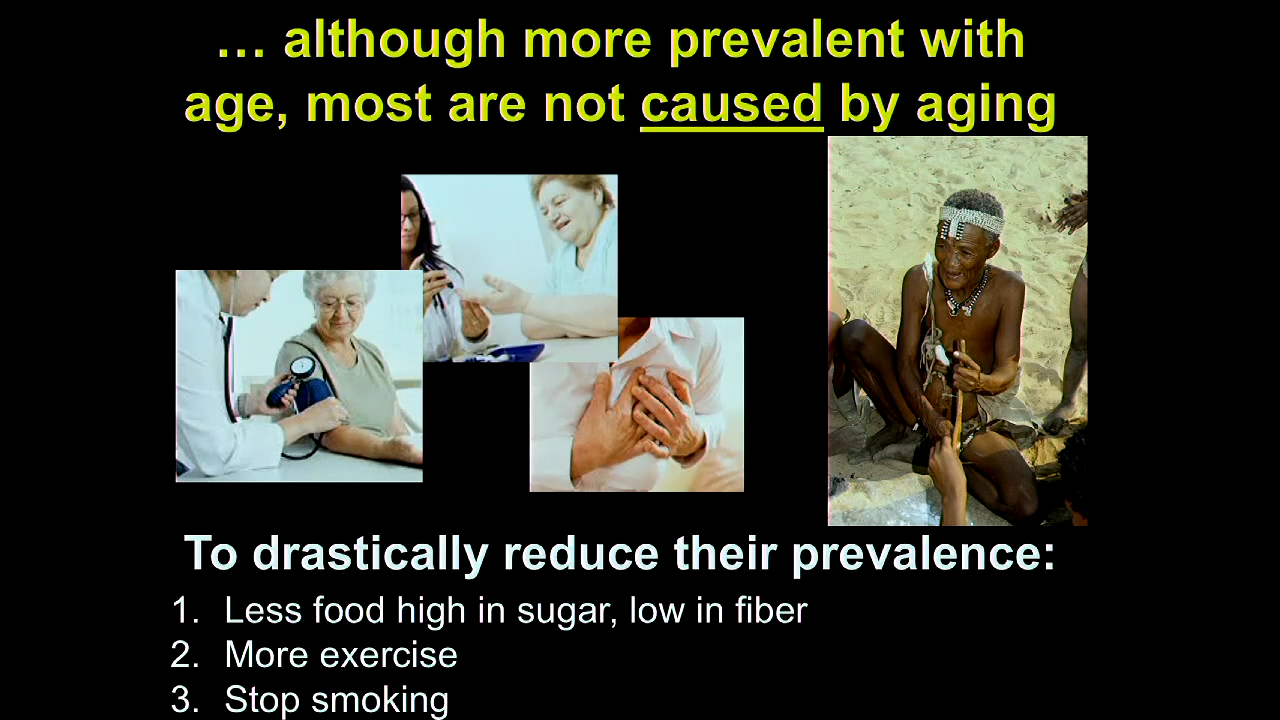 … although more prevalent with
age, most are not caused by aging
To drastically reduce their prevalence:
1. Less food high in sugar, low in fiber
2. More exercise
3. Stop smoking